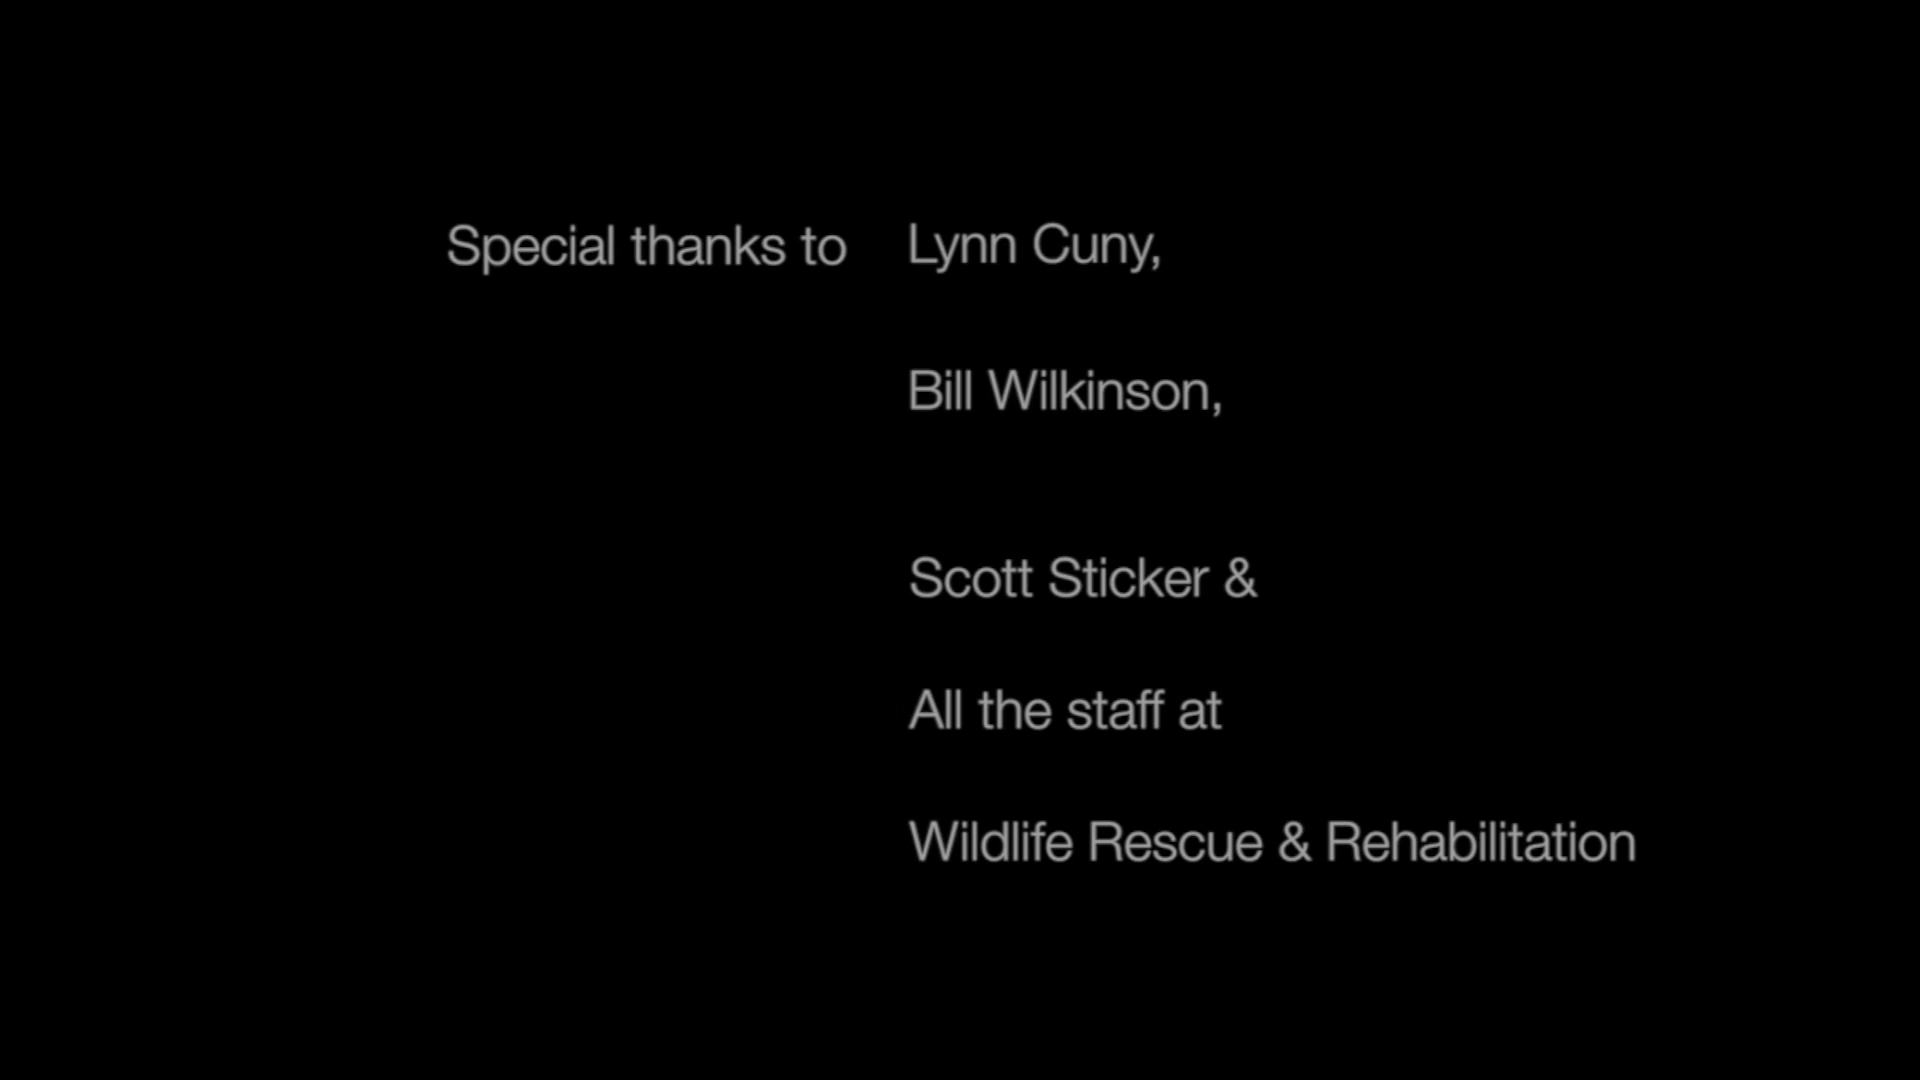 Special thanks to Lynn Cuny,
Bill Wilkinson,
Scott Sticker &
All the staff at
Wildlife Rescue & Rehabilitation